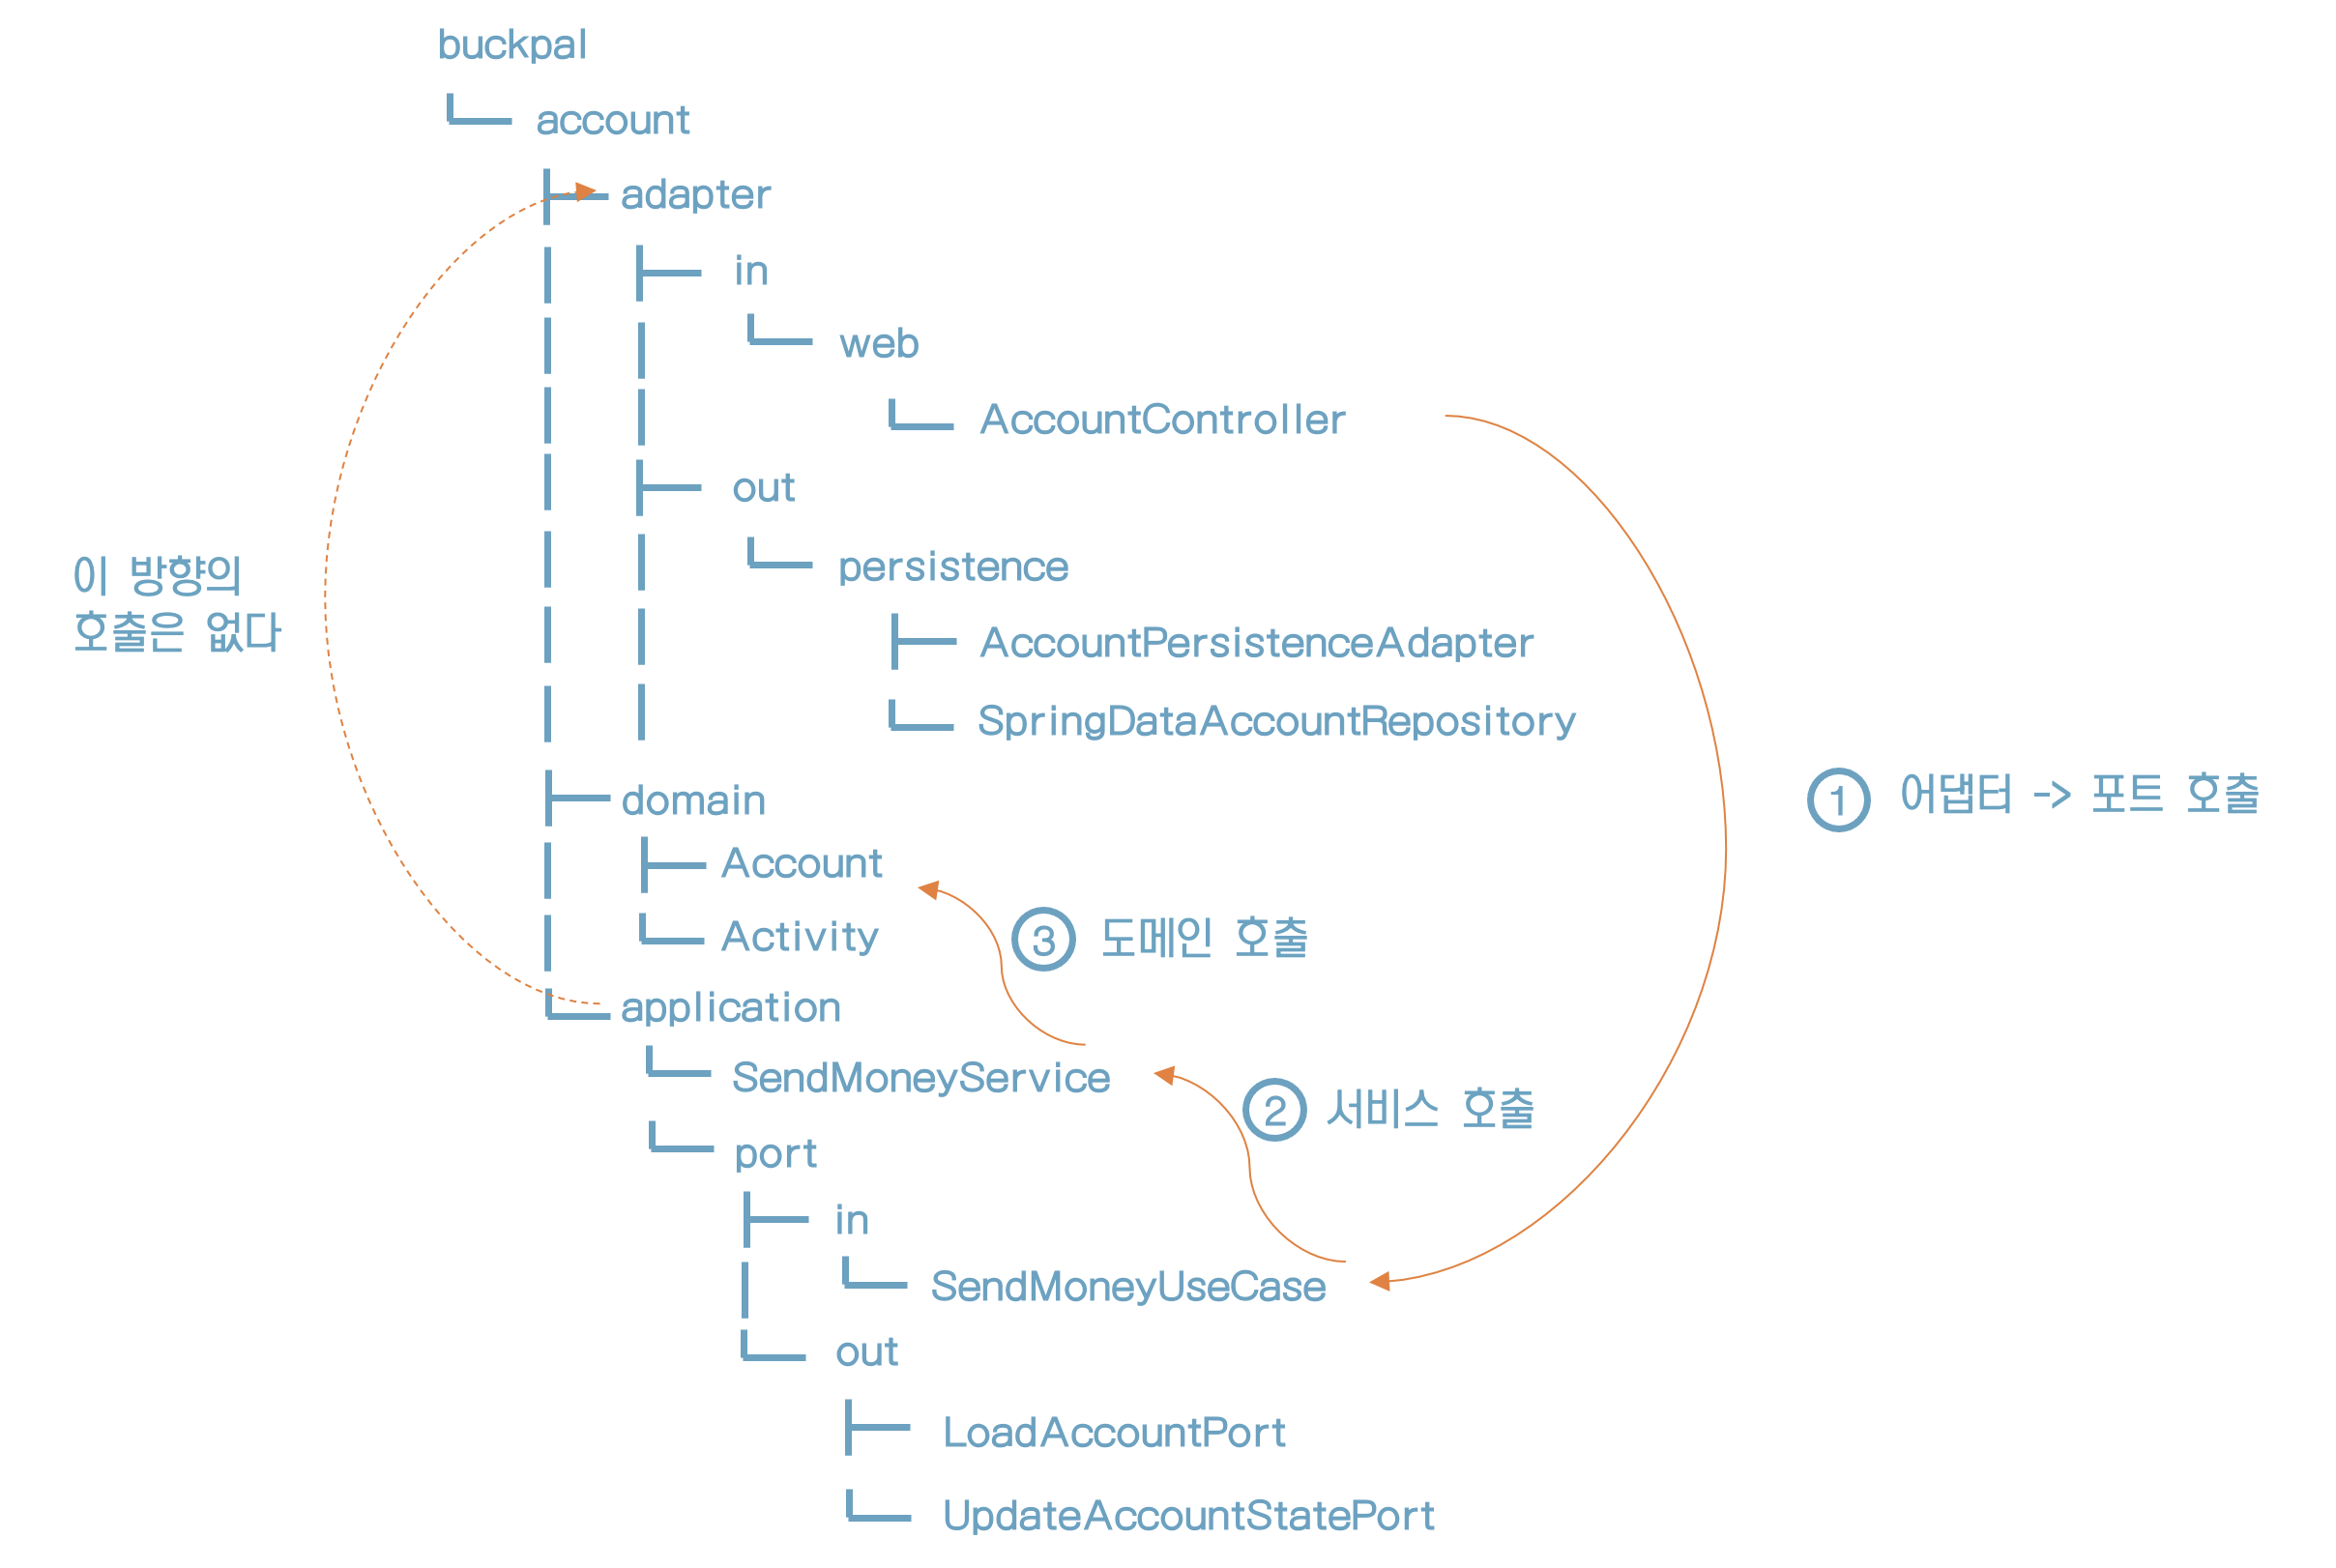 buckpal
account
adapter
in
web
AccountController
out
persistence
이 방향의
호출은 없다
AccountPersistenceAdapter
SpringDataAccountRepository
domain
① 어댑터 -> 포트 호출
Account
Activity
③ 도메인 호출
application
SendMoneyService
② 서비스 호출
port
in
SendMoneyUseCase
out
LoadAccountPort
UpdateAccountStatePort